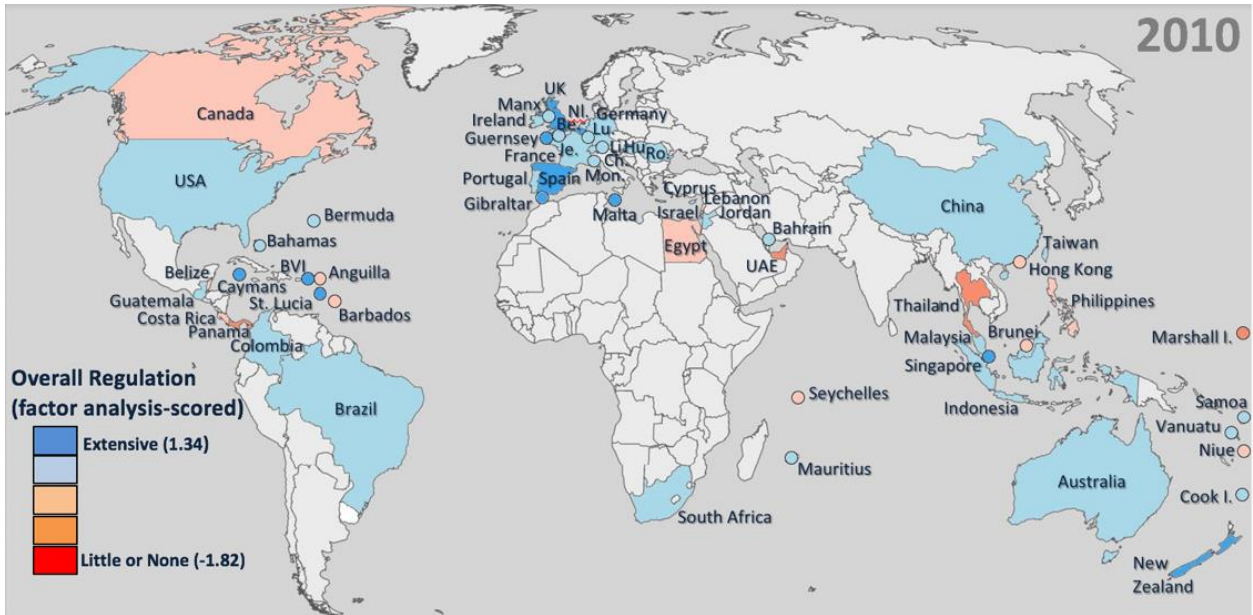 2010
UK
Manx
Nl.
Ireland
Be.
Germany
Guernsey
Lu.
Je.
Li.
Hu.
Ro.
France
Ch.
Canada
USA
Portugal
Spain
Mon.
Gibraltar
Malta
Cyprus
Lebanon
Israel
Jordan
Bermuda
Bahamas
Egypt
Bahrain
UAE
China
Taiwan
Hong Kong
Belize
BVI
Anguilla
Caymans
Guatemala
St. Lucia
Barbados
Costa Rica
Panama
Colombia
Thailand
Philippines
Malaysia
Brunei
Singapore
Marshall I.
Indonesia
Brazil
Seychelles
Mauritius
South Africa
Samoa
Vanuatu
Niue
Australia
Cook I.
New
Zealand
Overall Regulation
(factor analysis-scored)
Extensive (1.34)
Little or None (-1.82)